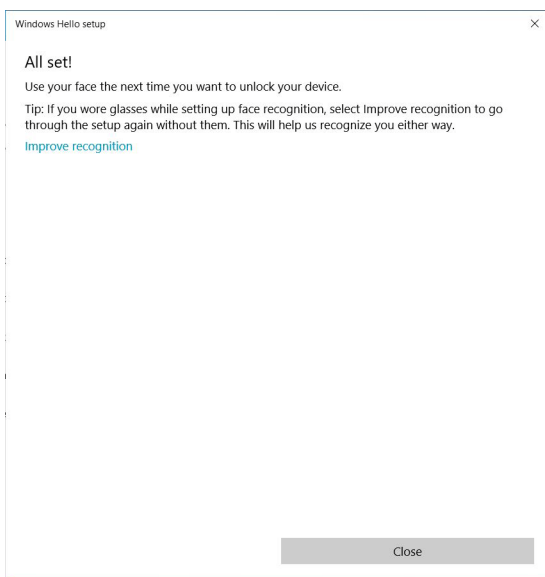 Windows Hello setup
All set!
Use your face the next time you want to unlock your device.
Tip: If you wore glasses while setting up face recognition, select Improve recognition to go
through the setup again without them. This will help us recognize you either way.
Improve recognition
Close